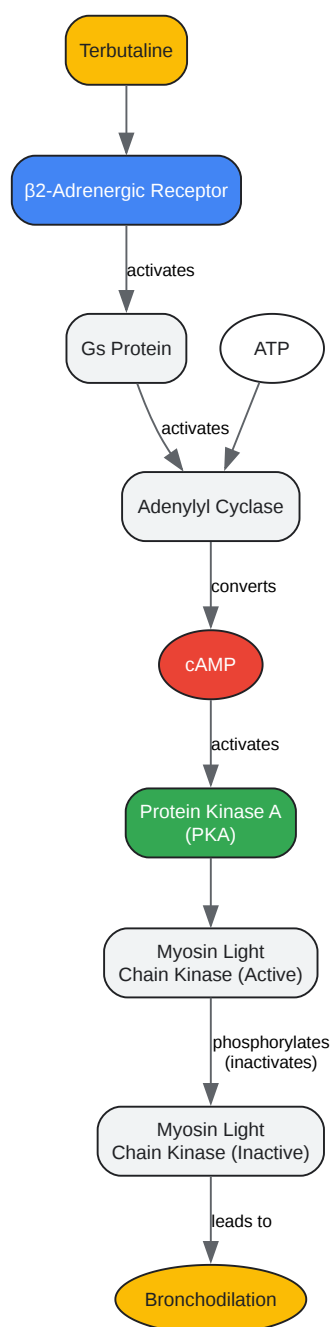 Terbutaline
β2-Adrenergic Receptor
activates
Gs Protein
ATP
activates
Adenylyl Cyclase
converts
cAMP
activates
Protein Kinase A
(PKA)
Myosin Light
Chain Kinase (Active)
phosphorylates
(inactivates)
Myosin Light
Chain Kinase (Inactive)
leads to
Bronchodilation